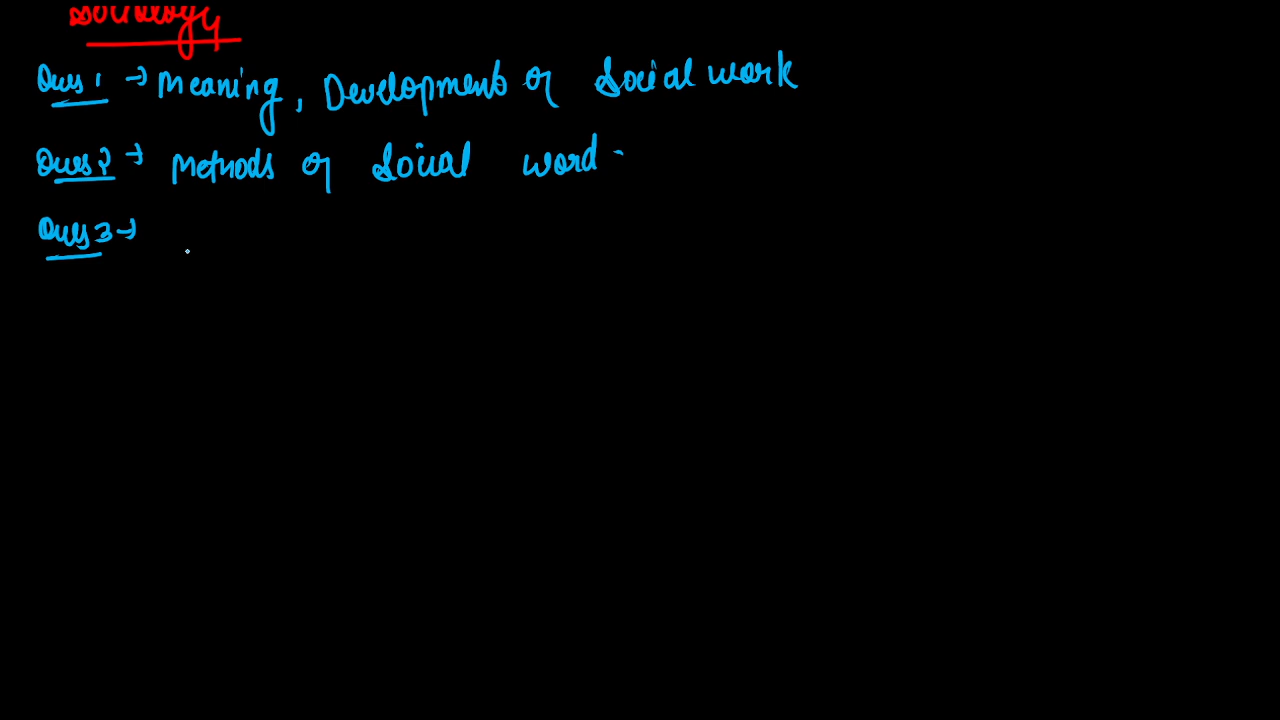 Sociology
Ques 1 → Meaning, Development of Social work
Ques 2 → Methods of Social word -
Ques 3 →